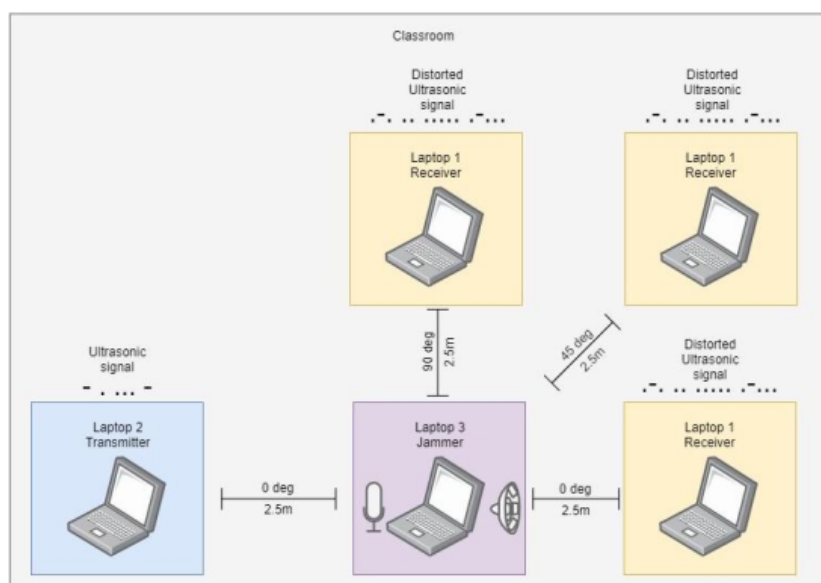 Classroom
Distorted
Ultrasonic
signal
.-. .. ..... .-...
Laptop 1
Receiver
Distorted
Ultrasonic
signal
.-. .. ..... .-...
Laptop 1
Receiver
90 deg
2.5m
45 deg
2.5m
Ultrasonic
signal
- . ... -
Laptop 2
Transmitter
0 deg
2.5m
Laptop 3
Jammer
0 deg
2.5m
Distorted
Ultrasonic
signal
.-. .. ..... .-...
Laptop 1
Receiver